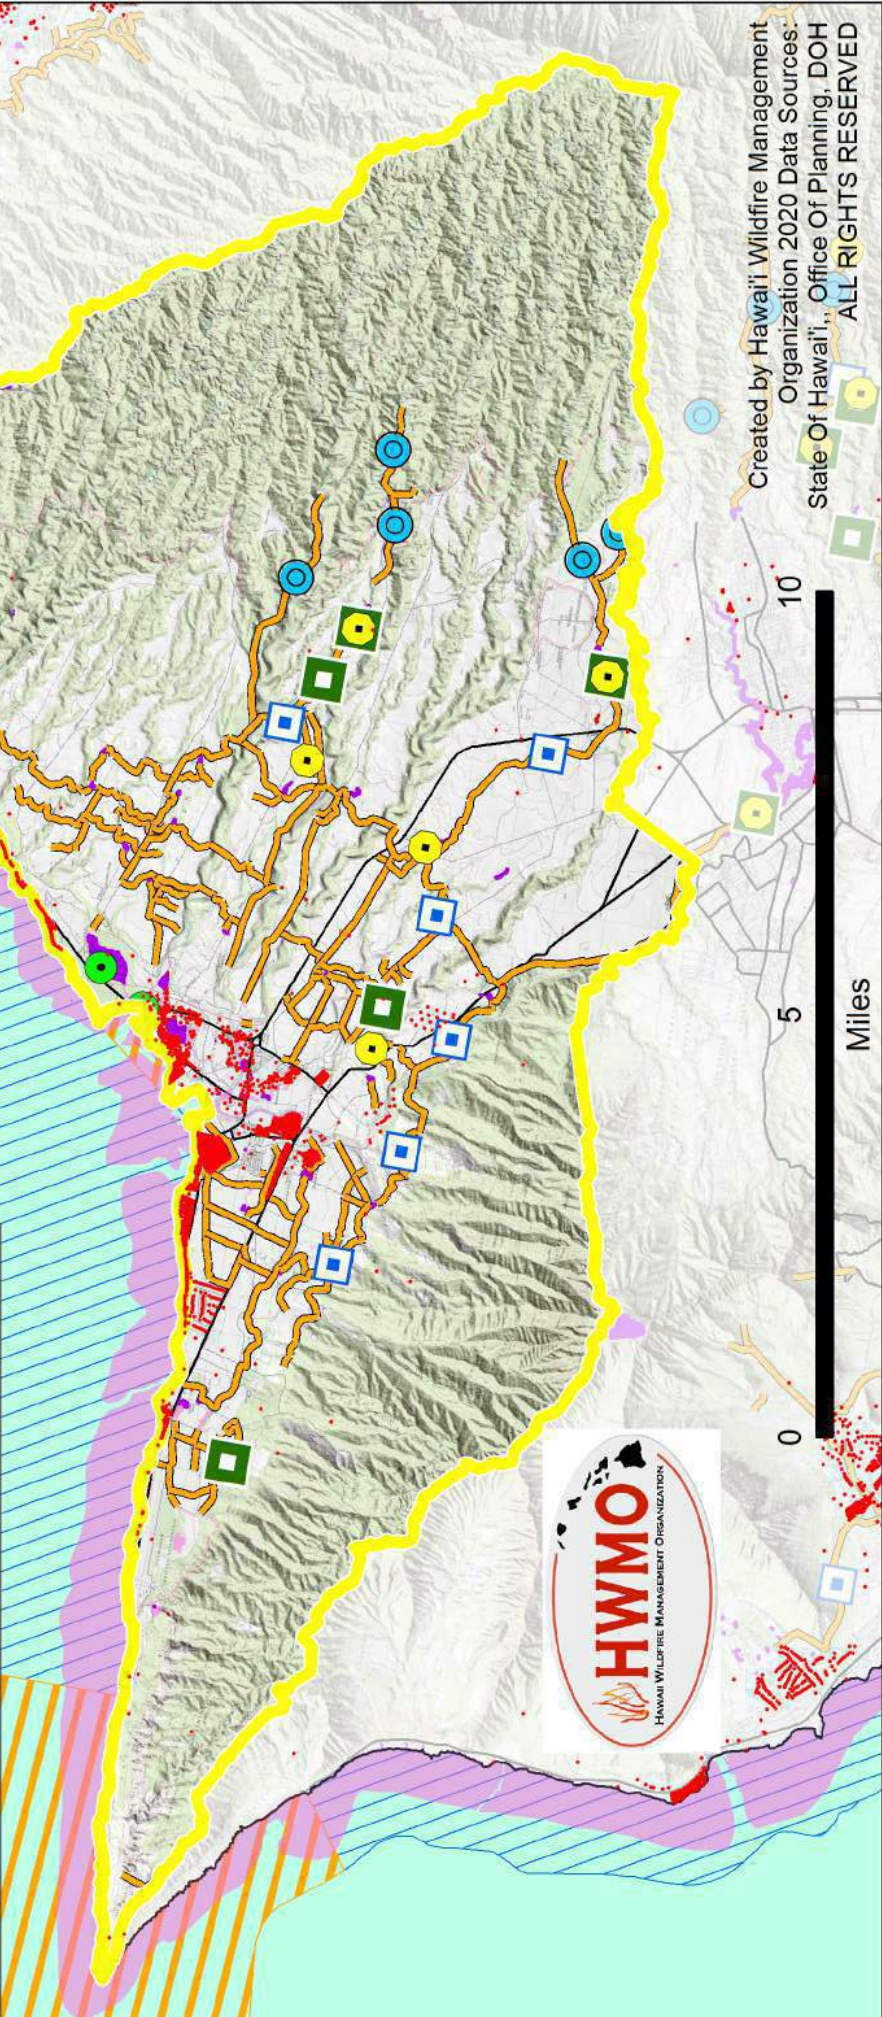 Created by Hawai'i Wildfire Management
Organization 2020 Data Sources:
State Of Hawai'i,, Office Of Planning, DOH
ALL RIGHTS RESERVED
HWMO
HAWAII WILDFIRE MANAGEMENT ORGANIZATION
0
5
10
Miles